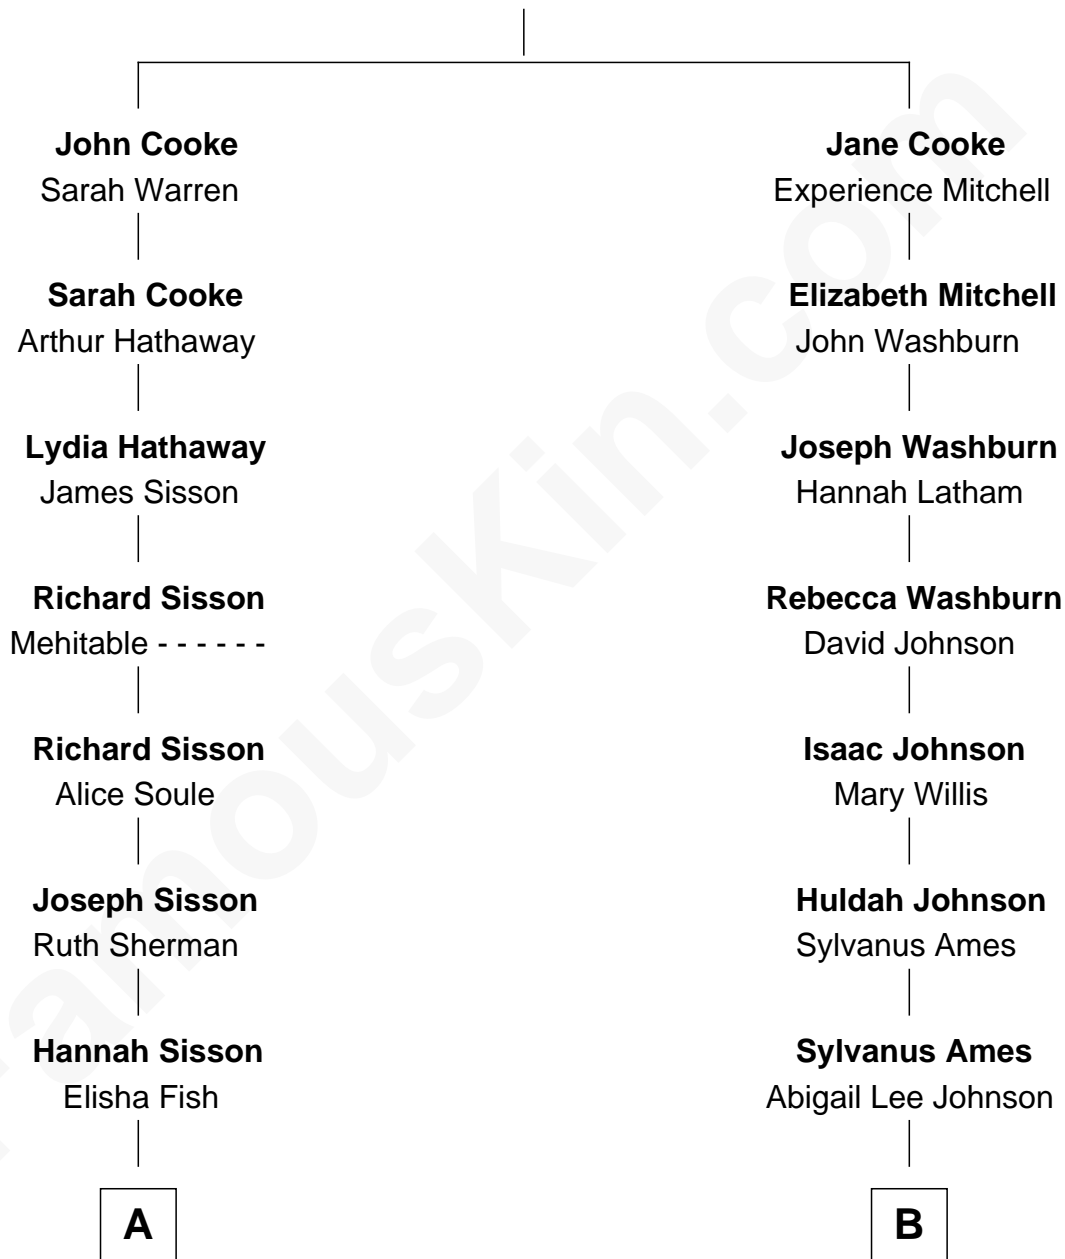 John Cooke
Sarah Warren
Jane Cooke
Experience Mitchell
Sarah Cooke
Arthur Hathaway
Elizabeth Mitchell
John Washburn
Lydia Hathaway
James Sisson
Joseph Washburn
Hannah Latham
Richard Sisson
Mehitable - - - - - -
Rebecca Washburn
David Johnson
Richard Sisson
Alice Soule
Isaac Johnson
Mary Willis
Joseph Sisson
Ruth Sherman
Huldah Johnson
Sylvanus Ames
Hannah Sisson
Elisha Fish
Sylvanus Ames
Abigail Lee Johnson
A
B
FamousKin.com